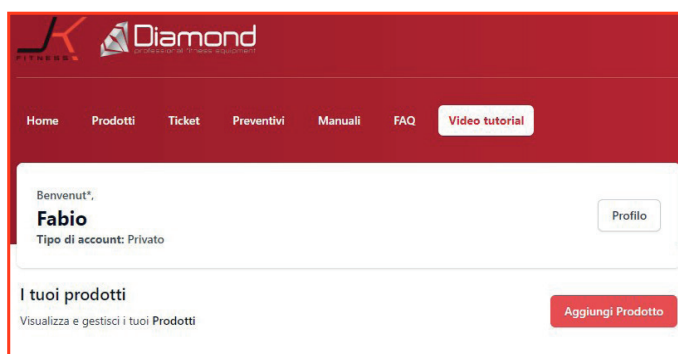 JK
FITNESS
Diamond
professional fitness equipment
Home Prodotti Ticket Preventivi Manuali FAQ Video tutorial
Benvenut*,
Fabio
Profilo
Tipo di account: Privato
I tuoi prodotti
Aggiungi Prodotto
Visualizza e gestisci i tuoi Prodotti